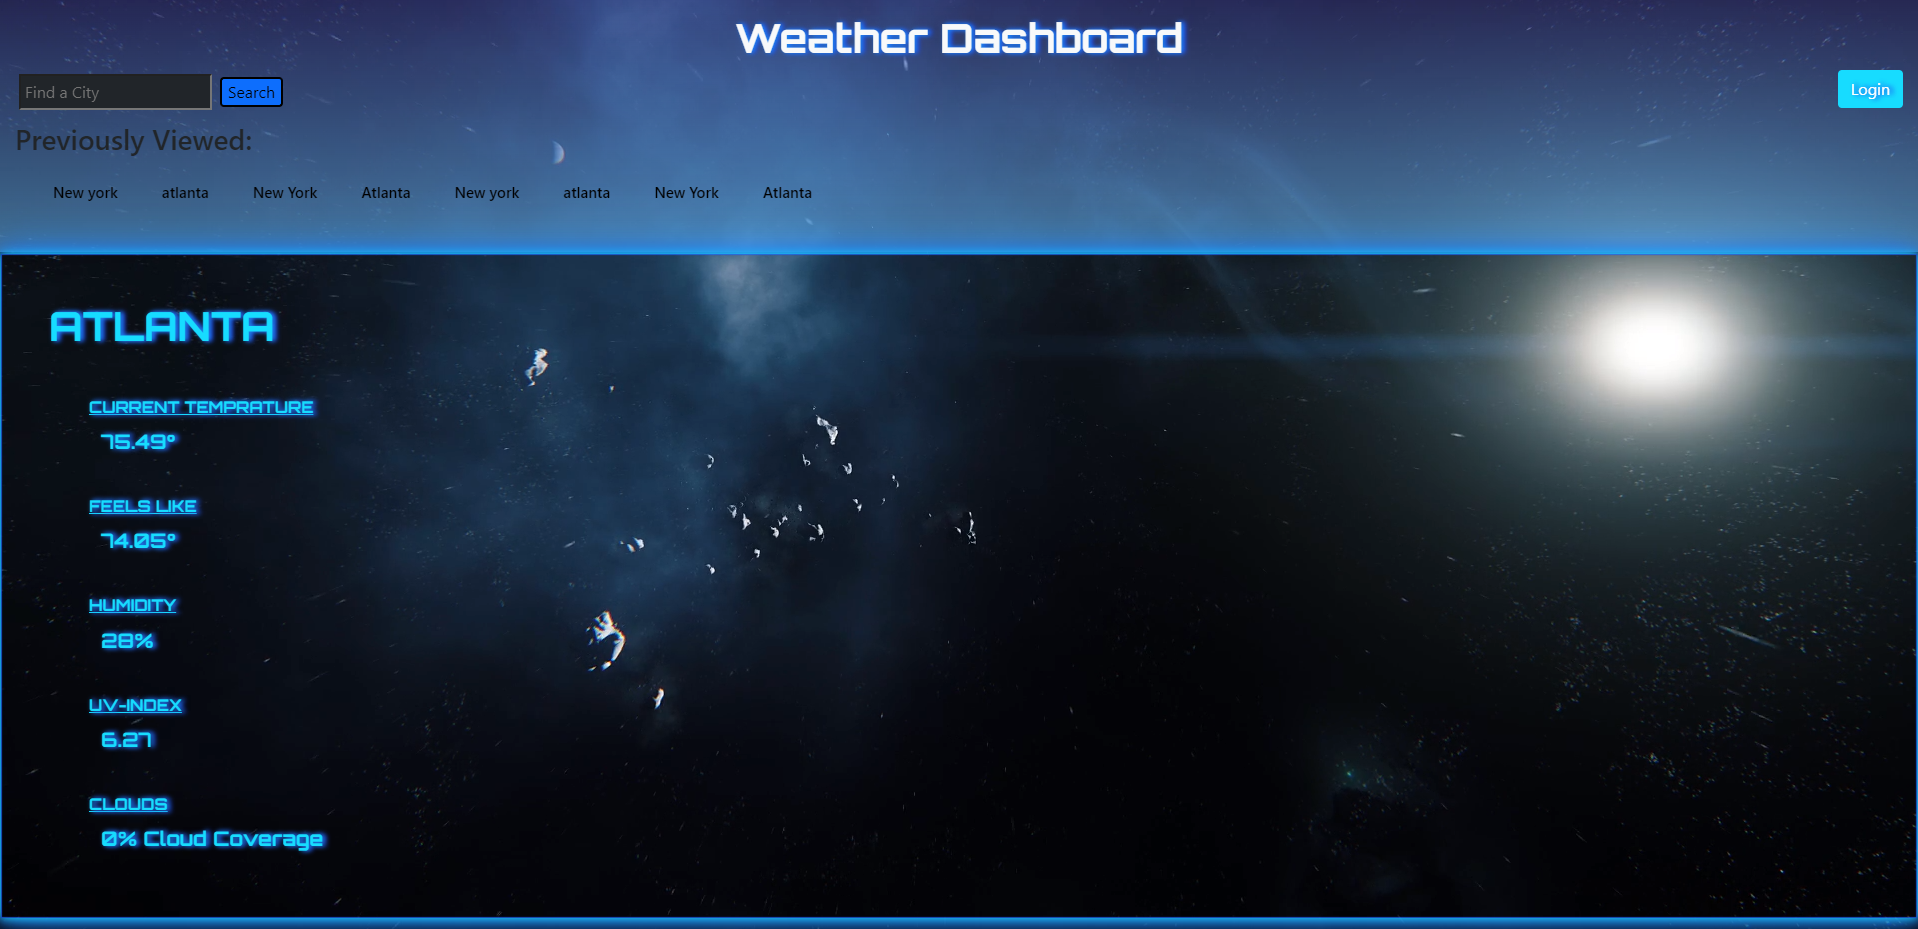 Weather Dashboard
Find a City Search Login
Previously Viewed:
New york atlanta New York Atlanta New york atlanta New York Atlanta
ATLANTA
CURRENT TEMPRATURE
75.49°
FEELS LIKE
74.05°
HUMIDITY
28%
UV-INDEX
6.27
CLOUDS
0% Cloud Coverage